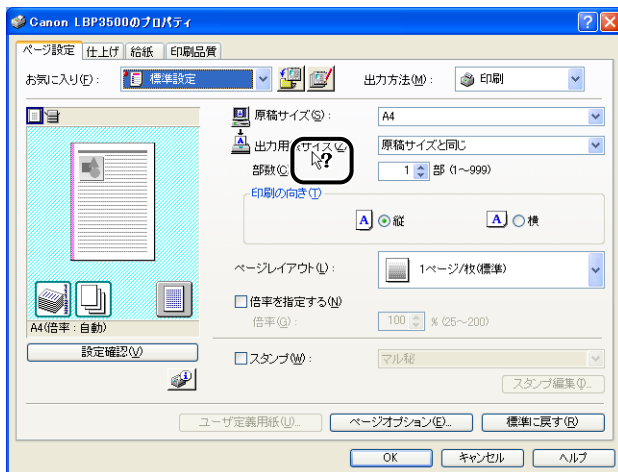 Canon LBP3500のプロパティ
ページ設定 仕上げ 給紙 印刷品質
お気に入り(F): 標準設定 出力方法(M): 印刷
原稿サイズ(S): A4
出力用紙サイズ(Z) 原稿サイズと同じ
部数(C) 1 部 (1~999)
印刷の向き(T)
A 縦 A 横
ページレイアウト(L): 1ページ/枚(標準)
倍率を指定する(N)
A4(倍率:自動) 倍率(G): 100 % (25~200)
設定確認(V) スタンプ(W): マル秘
スタンプ編集(I)...
ユーザ定義用紙(U)... ページオプション(E)... 標準に戻す(R)
OK キャンセル ヘルプ